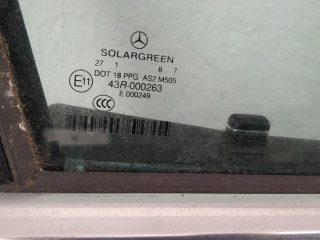 SOLARGREEN
27 1 8 7
DOT 18 PPG AS2 M505
E11 43R-000263
E 000249
CCC